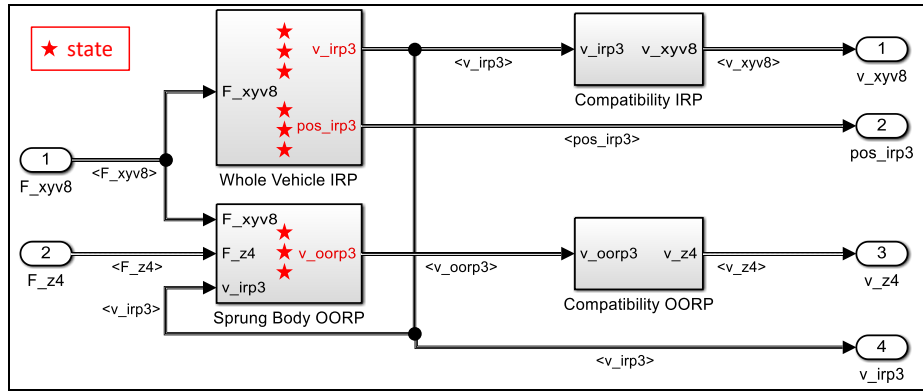 ★ state
v_irp3
F_xyv8
pos_irp3
Whole Vehicle IRP
<v_irp3>
v_irp3
v_xyv8
Compatibility IRP
<v_xyv8>
1
v_xyv8
<pos_irp3>
2
pos_irp3
1
F_xyv8
<F_xyv8>
2
F_z4
<F_z4>
<v_irp3>
F_xyv8
F_z4
v_irp3
v_oorp3
Sprung Body OORP
<v_oorp3>
v_oorp3
v_z4
Compatibility OORP
<v_z4>
3
v_z4
<v_irp3>
4
v_irp3